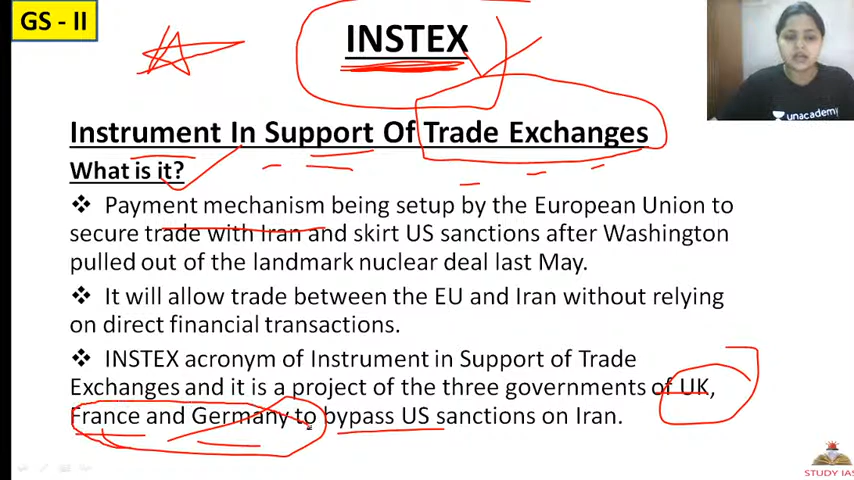 GS - II
INSTEX
unacademy
Instrument In Support Of Trade Exchanges
What is it?
❖ Payment mechanism being setup by the European Union to
secure trade with Iran and skirt US sanctions after Washington
pulled out of the landmark nuclear deal last May.
❖ It will allow trade between the EU and Iran without relying
on direct financial transactions.
❖ INSTEX acronym of Instrument in Support of Trade
Exchanges and it is a project of the three governments of UK,
France and Germany to bypass US sanctions on Iran.
STUDY IAS